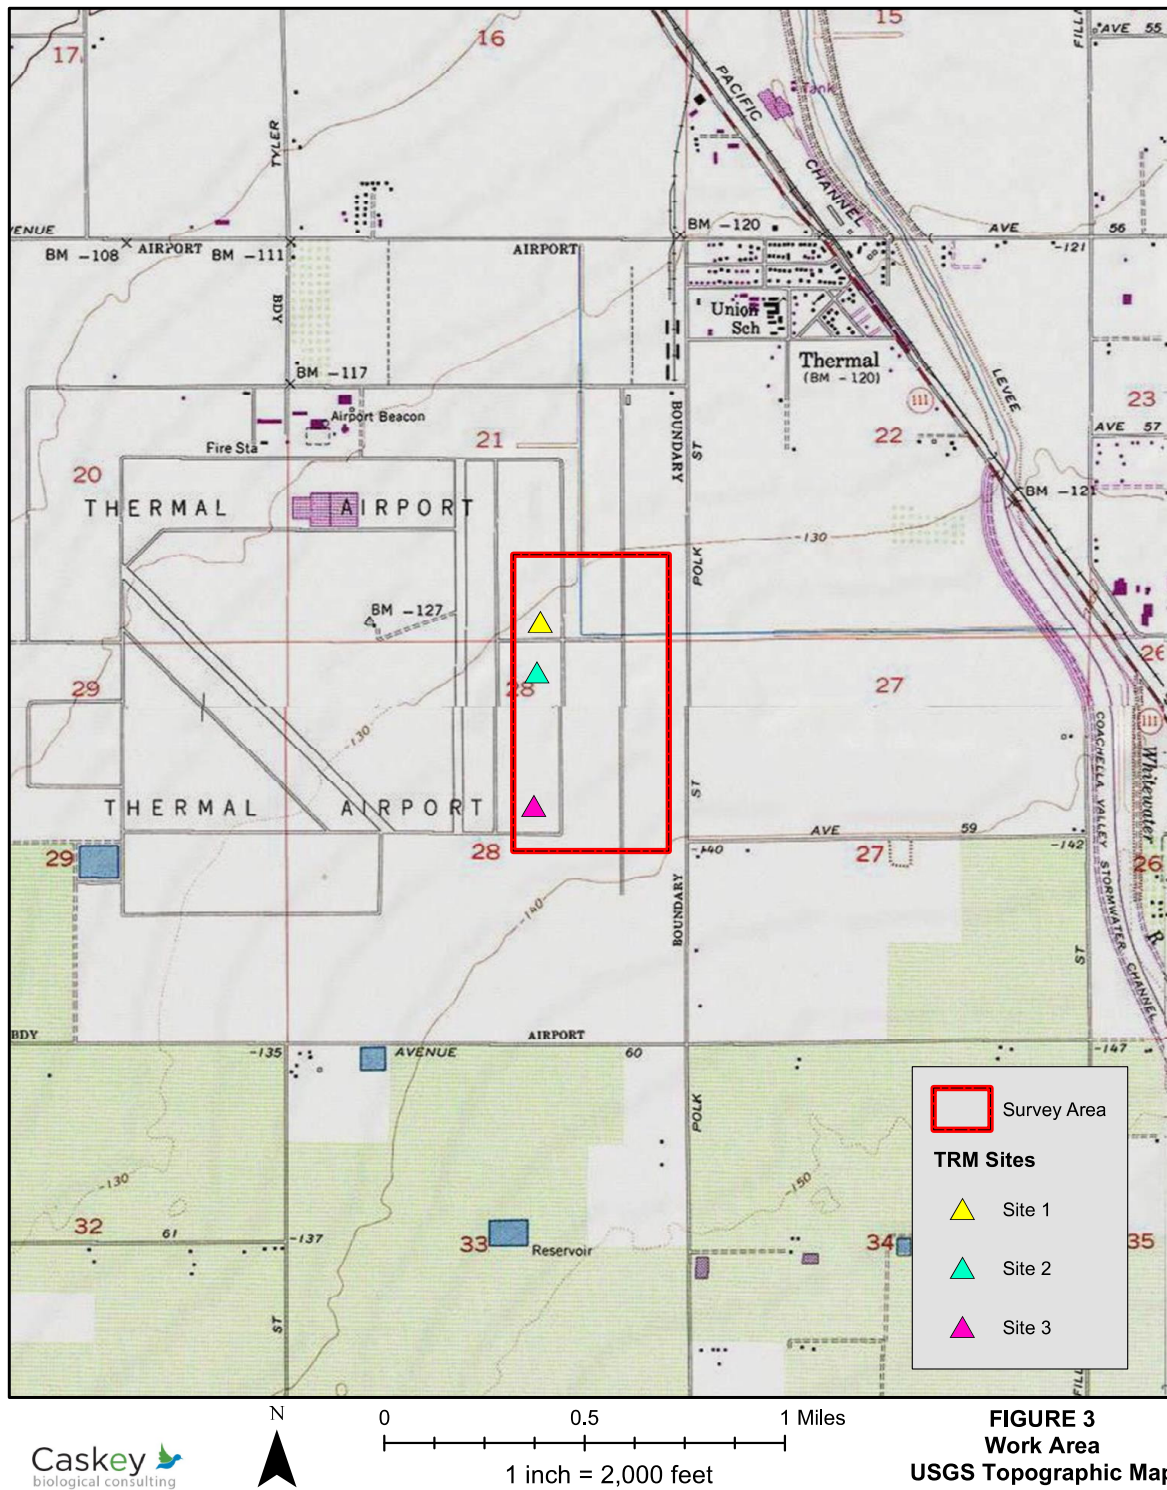 17
16
15
FILL
AVE 55
TYLER
PACIFIC
Tank
CHANNEL
ENUE
BM -108
AIRPORT
BM -111
AIRPORT
BM -120
AVE
56
-121
BDY
Union
Sch
Thermal
(BM -120)
LEVEE
BM -117
111
23
Airport Beacon
Fire Sta
21
BOUNDARY
ST
22
AVE 57
20
THERMAL AIRPORT
BM -121
-130
POLK
BM -127
29
28
27
26
-130
111
COACHELLA VALLEY STORMWATER CHANNEL
Whitewater
R
THERMAL AIRPORT
ST
AVE
59
29
28
-140
27
-142
26
-140
BOUNDARY
ST
BDY
AIRPORT
-135
AVENUE
60
-147
POLK
-130
-150
32
61
-137
33
Reservoir
34
35
ST
FILL
Survey Area
TRM Sites
Site 1
Site 2
Site 3
N
0 0.5 1 Miles
1 inch = 2,000 feet
Caskey
biological consulting
FIGURE 3
Work Area
USGS Topographic Map